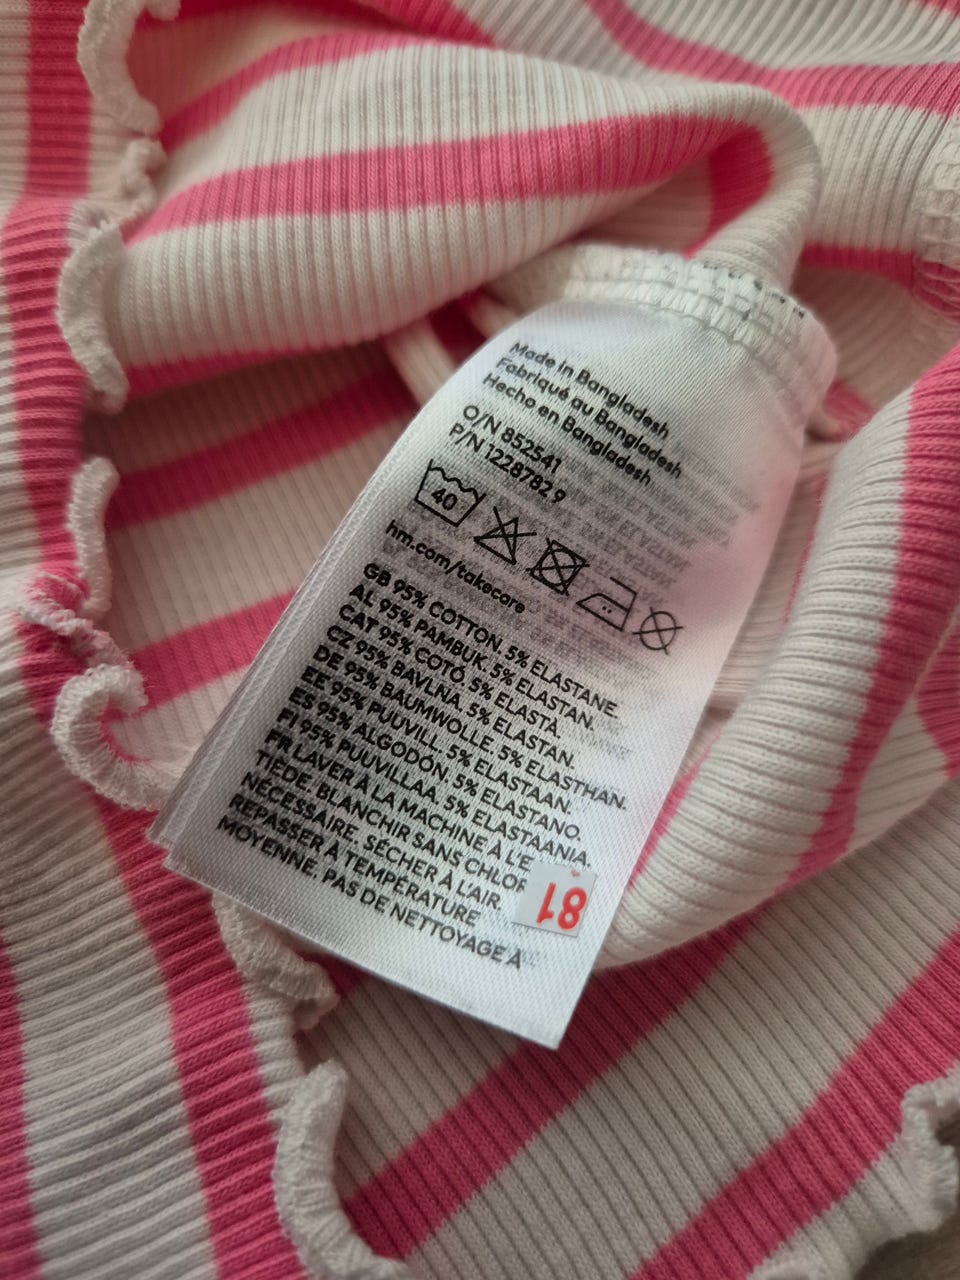 Made in Bangladesh
Fabriqué au Bangladesh
Hecho en Bangladesh
O/N 852541
P/N 1228782 9
40
hm.com/takecare
GB 95% COTTON. 5% ELASTANE.
AL 95% PAMBUK. 5% ELASTAN.
CAT 95% COTÓ. 5% ELASTÀ.
CZ 95% BAVLNA. 5% ELASTAN.
DE 95% BAUMWOLLE. 5% ELASTHAN.
EE 95% PUUVILL. 5% ELASTAAN.
ES 95% ALGODÓN. 5% ELASTANO.
FI 95% PUUVILLAA. 5% ELASTAANIA.
FR LAVER À LA MACHINE À L'E
TIÈDE. BLANCHIR SANS CHLOR
NÉCESSAIRE. SÉCHER À L'AIR.
REPASSER À TEMPÉRATURE
MOYENNE. PAS DE NETTOYAGE À
81